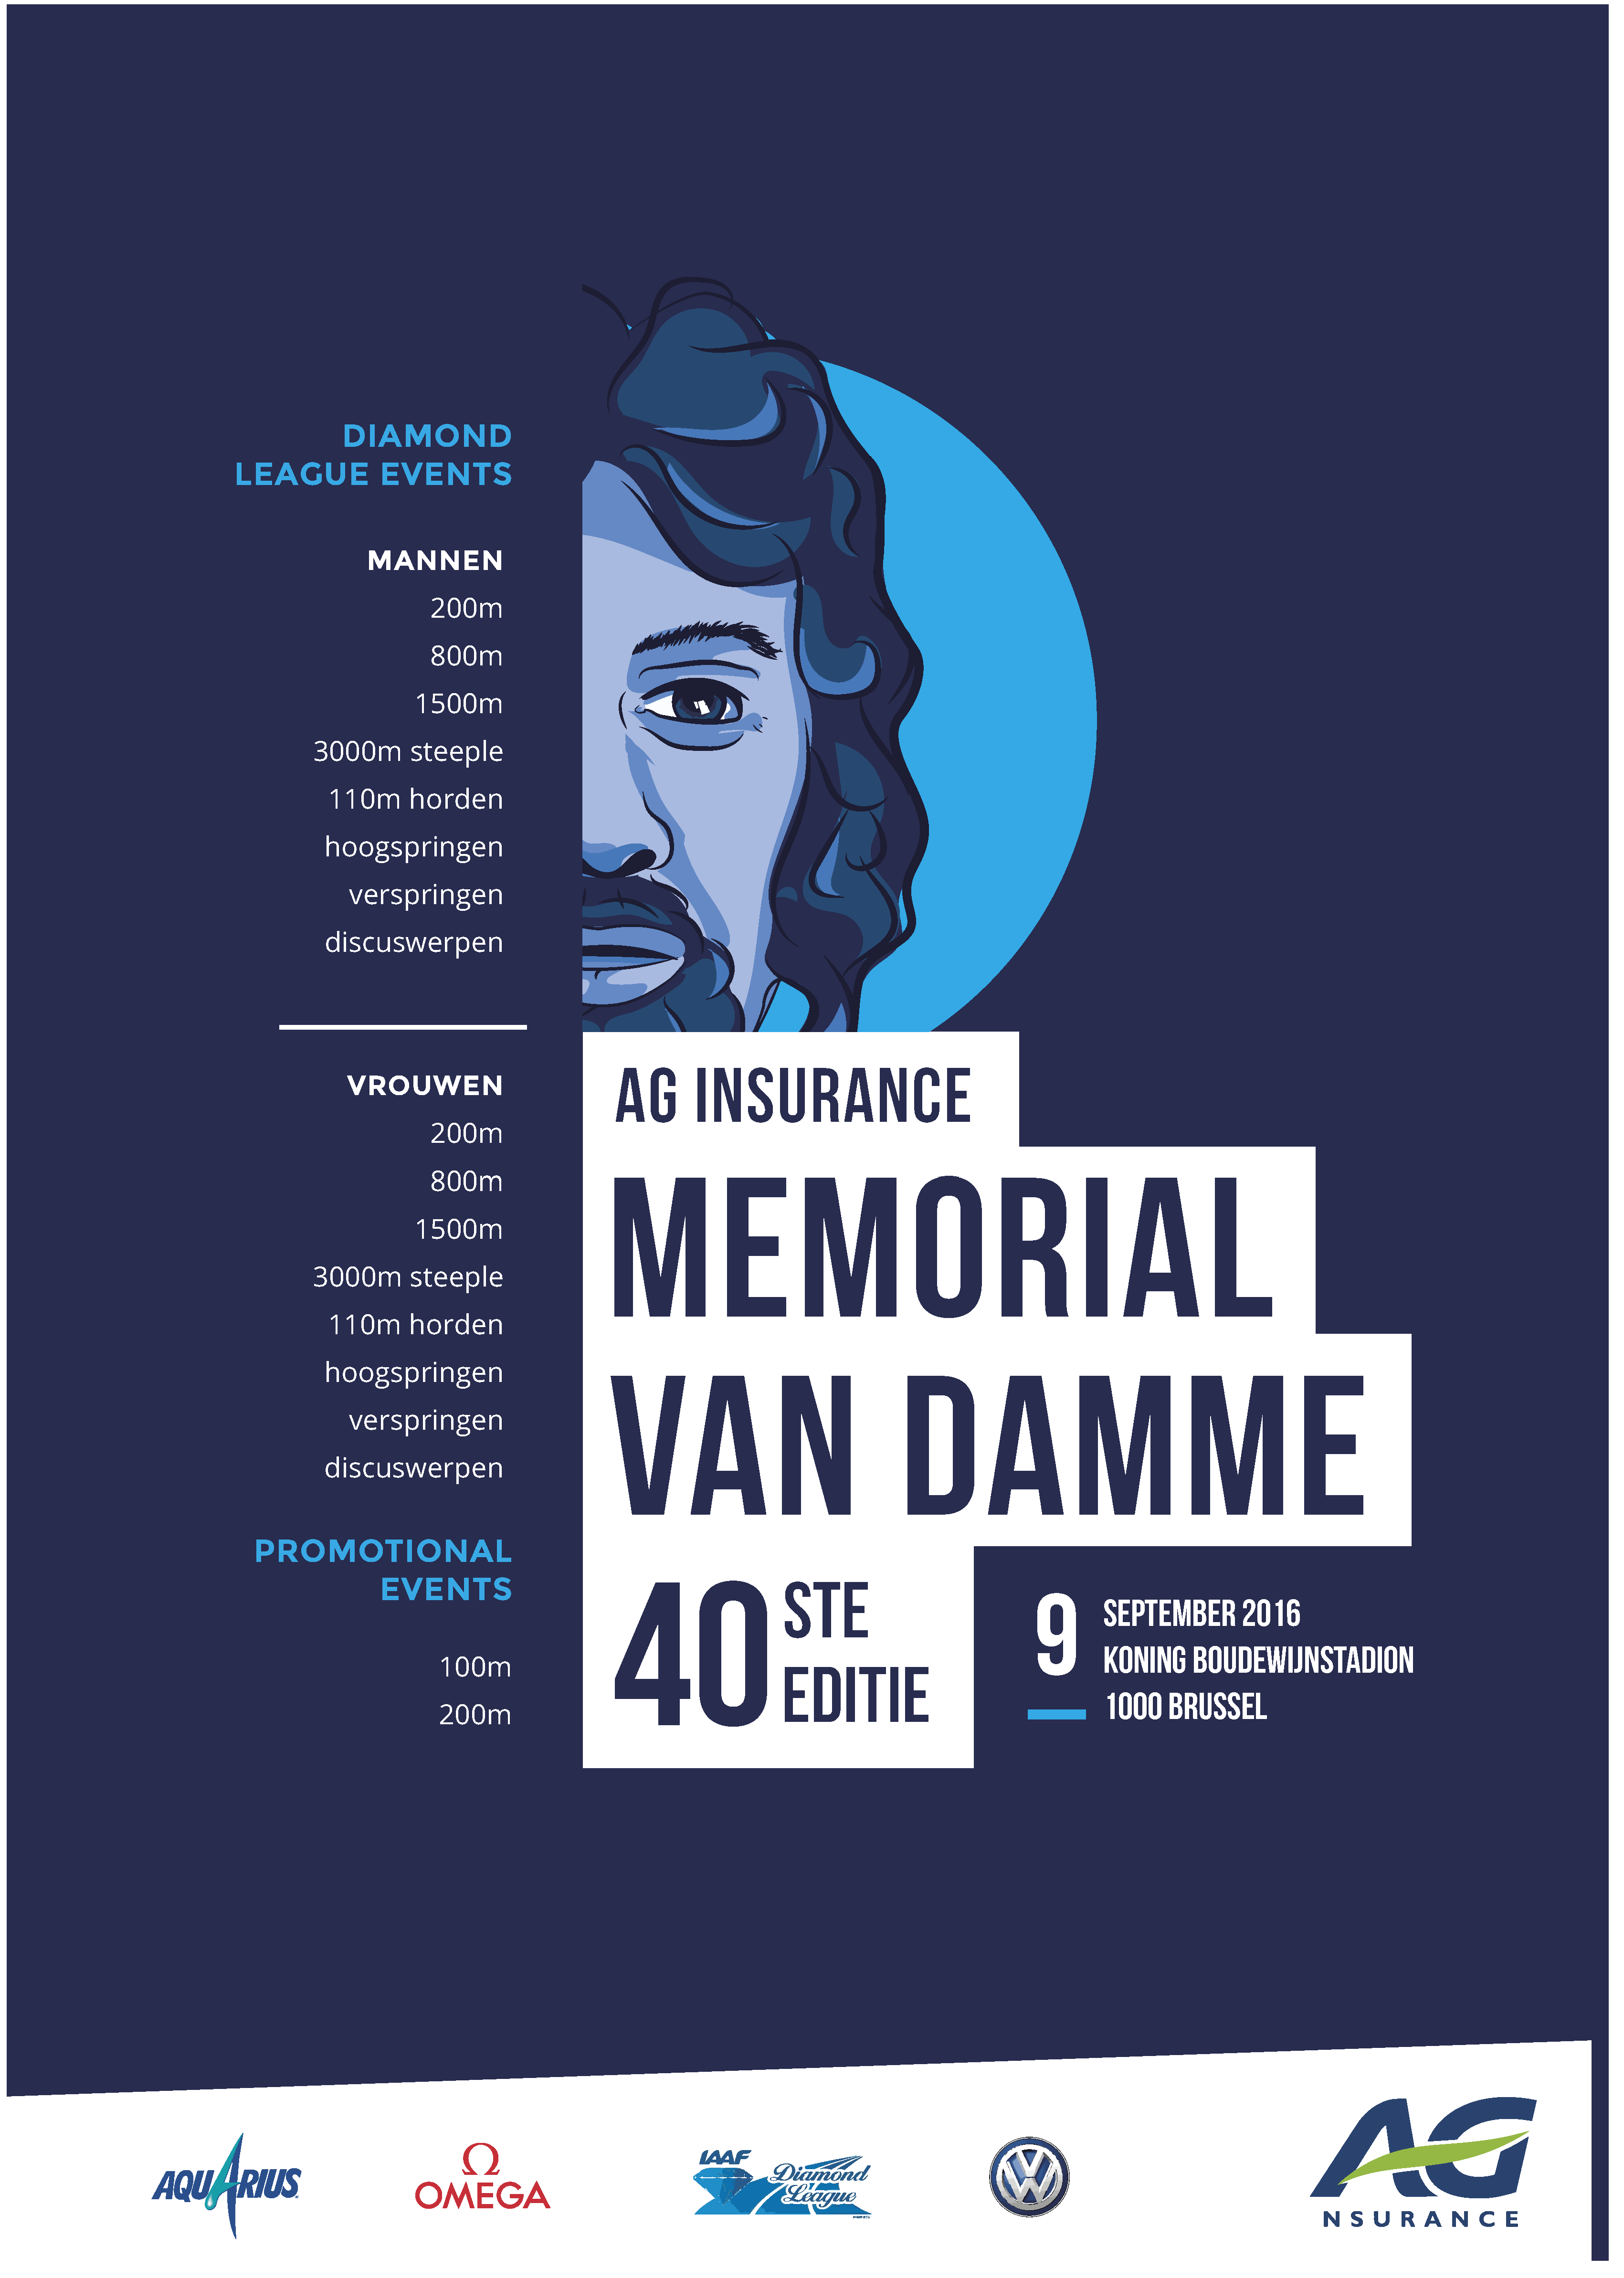 DIAMOND
LEAGUE EVENTS
MANNEN
200m
800m
1500m
3000m steeple
110m horden
hoogspringen
verspringen
discuswerpen
VROUWEN
200m
800m
1500m
3000m steeple
110m horden
hoogspringen
verspringen
discuswerpen
PROMOTIONAL
EVENTS
100m
200m
AG INSURANCE
MEMORIAL
VAN DAMME
40 STE
EDITIE
9
SEPTEMBER 2016
KONING BOUDEWIJNSTADION
1000 BRUSSEL
AQUARIUS
Ω
OMEGA
IAAF
Diamond
League
VW
AG
NSURANCE